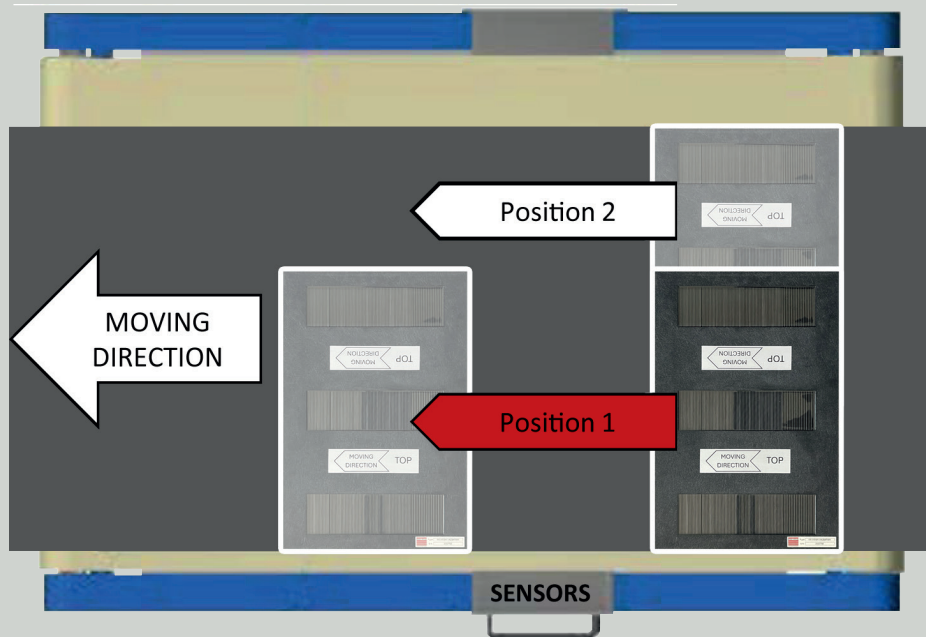 MOVING
DIRECTION
TOP
Position 2
MOVING
DIRECTION
MOVING
DIRECTION
TOP
MOVING
DIRECTION
TOP
Position 1
MOVING
DIRECTION
TOP
MOVING
DIRECTION
TOP
SENSORS